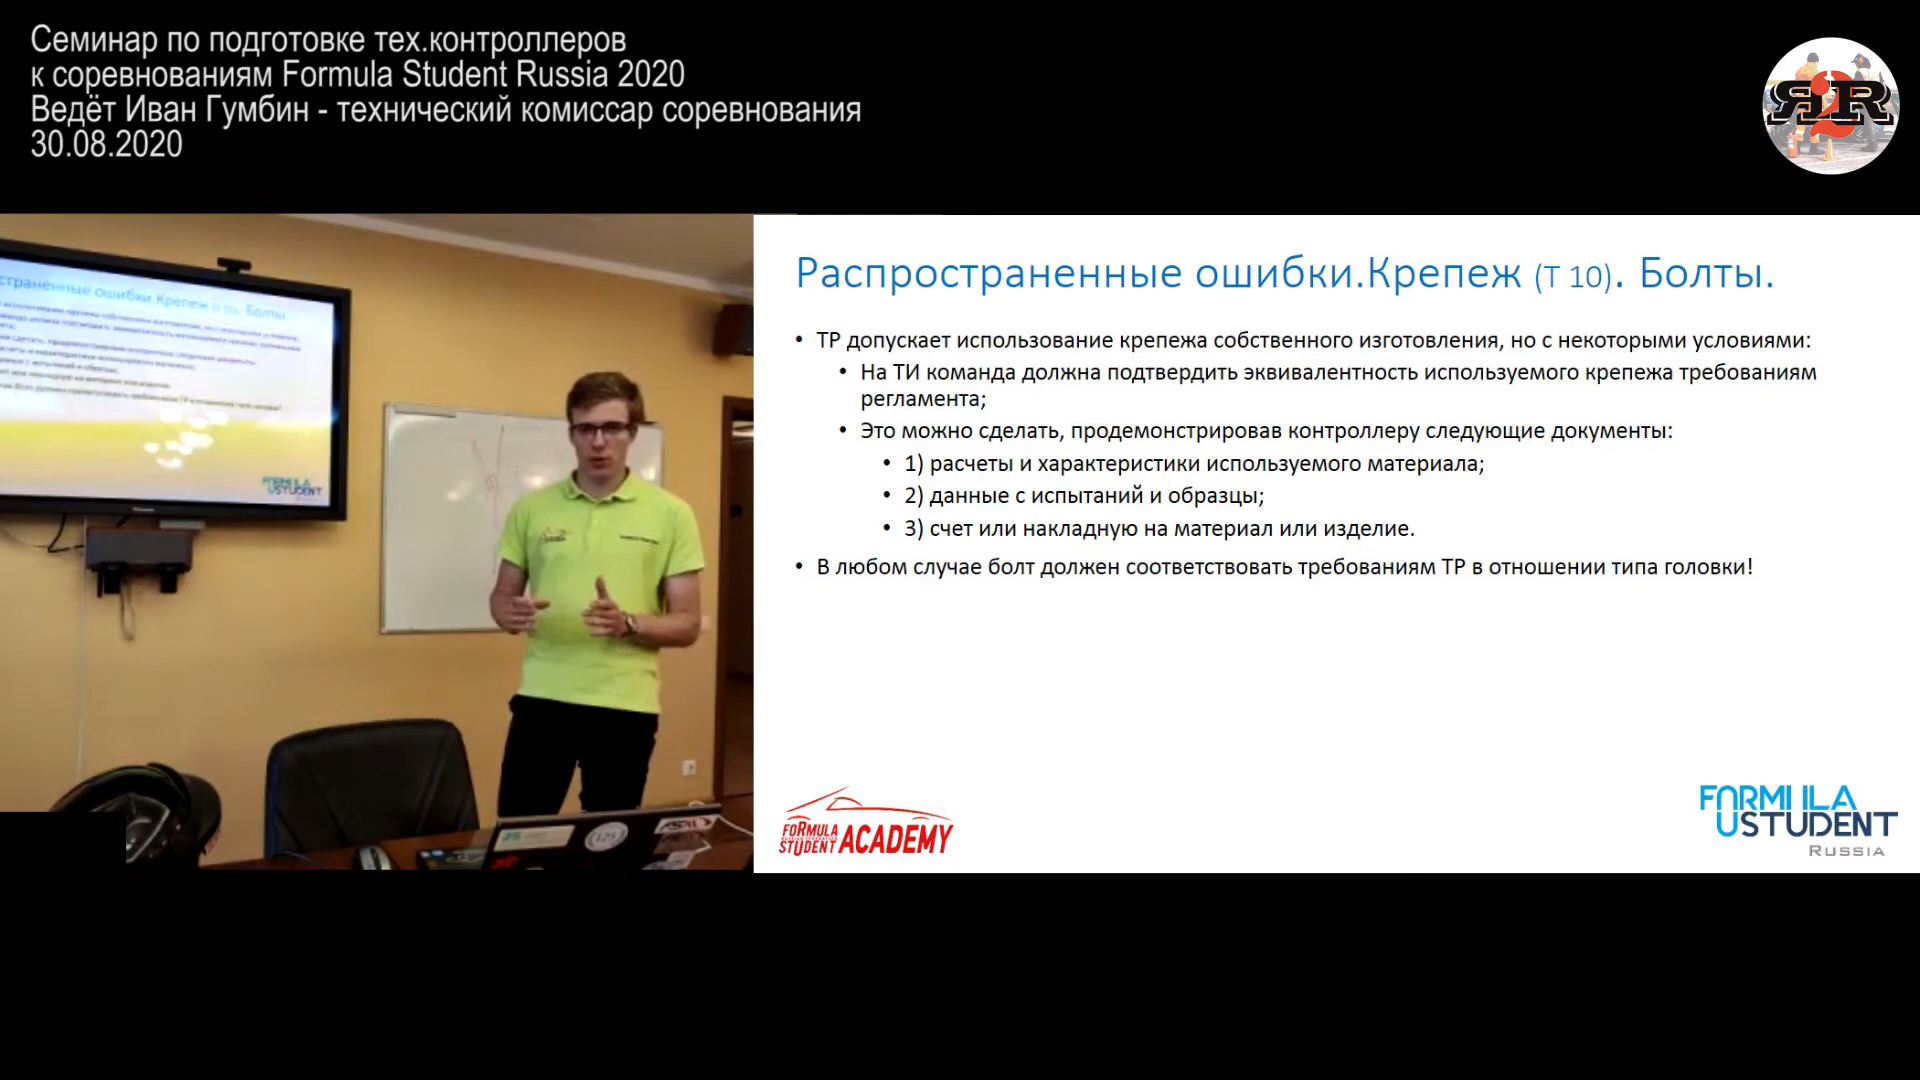 Семинар по подготовке тех.контроллеров
к соревнованиям Formula Student Russia 2020
Ведёт Иван Гумбин - технический комиссар соревнования
30.08.2020
Распространенные ошибки.Крепеж (Т 10). Болты.
• ТР допускает использование крепежа собственного изготовления, но с некоторыми условиями:
• На ТИ команда должна подтвердить эквивалентность используемого крепежа требованиям
регламента;
• Это можно сделать, продемонстрировав контроллеру следующие документы:
• 1) расчеты и характеристики используемого материала;
• 2) данные с испытаний и образцы;
• 3) счет или накладную на материал или изделие.
• В любом случае болт должен соответствовать требованиям ТР в отношении типа головки!
FORMULA
STUDENT ACADEMY
FORMULA
STUDENT
RUSSIA
FORMULA
STUDENT
125